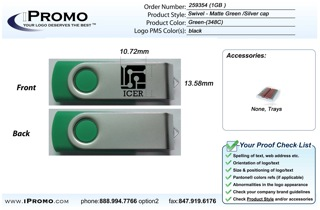 iPROMO
YOUR LOGO DESERVES THE BEST™
Order Number: 259354 (1GB )
Product Style: Swivel - Matte Green /Silver cap
Product Color: Green-(348C)
Logo PMS Color(s): black
10.72mm
Accessories:
Front
13.58mm
ICER
None, Trays
Back
Your Proof Check List
Spelling of text, web address etc.
Orientation of logo/text
Size & positioning of logo/text
Pantone® colors refs (if applicable)
Abnormalities in the logo appearance
Check your company brand guidelines
Check Product Style and/or accessories
www.iPROMO.com phone:888.994.7766 option2 fax:847.919.6176